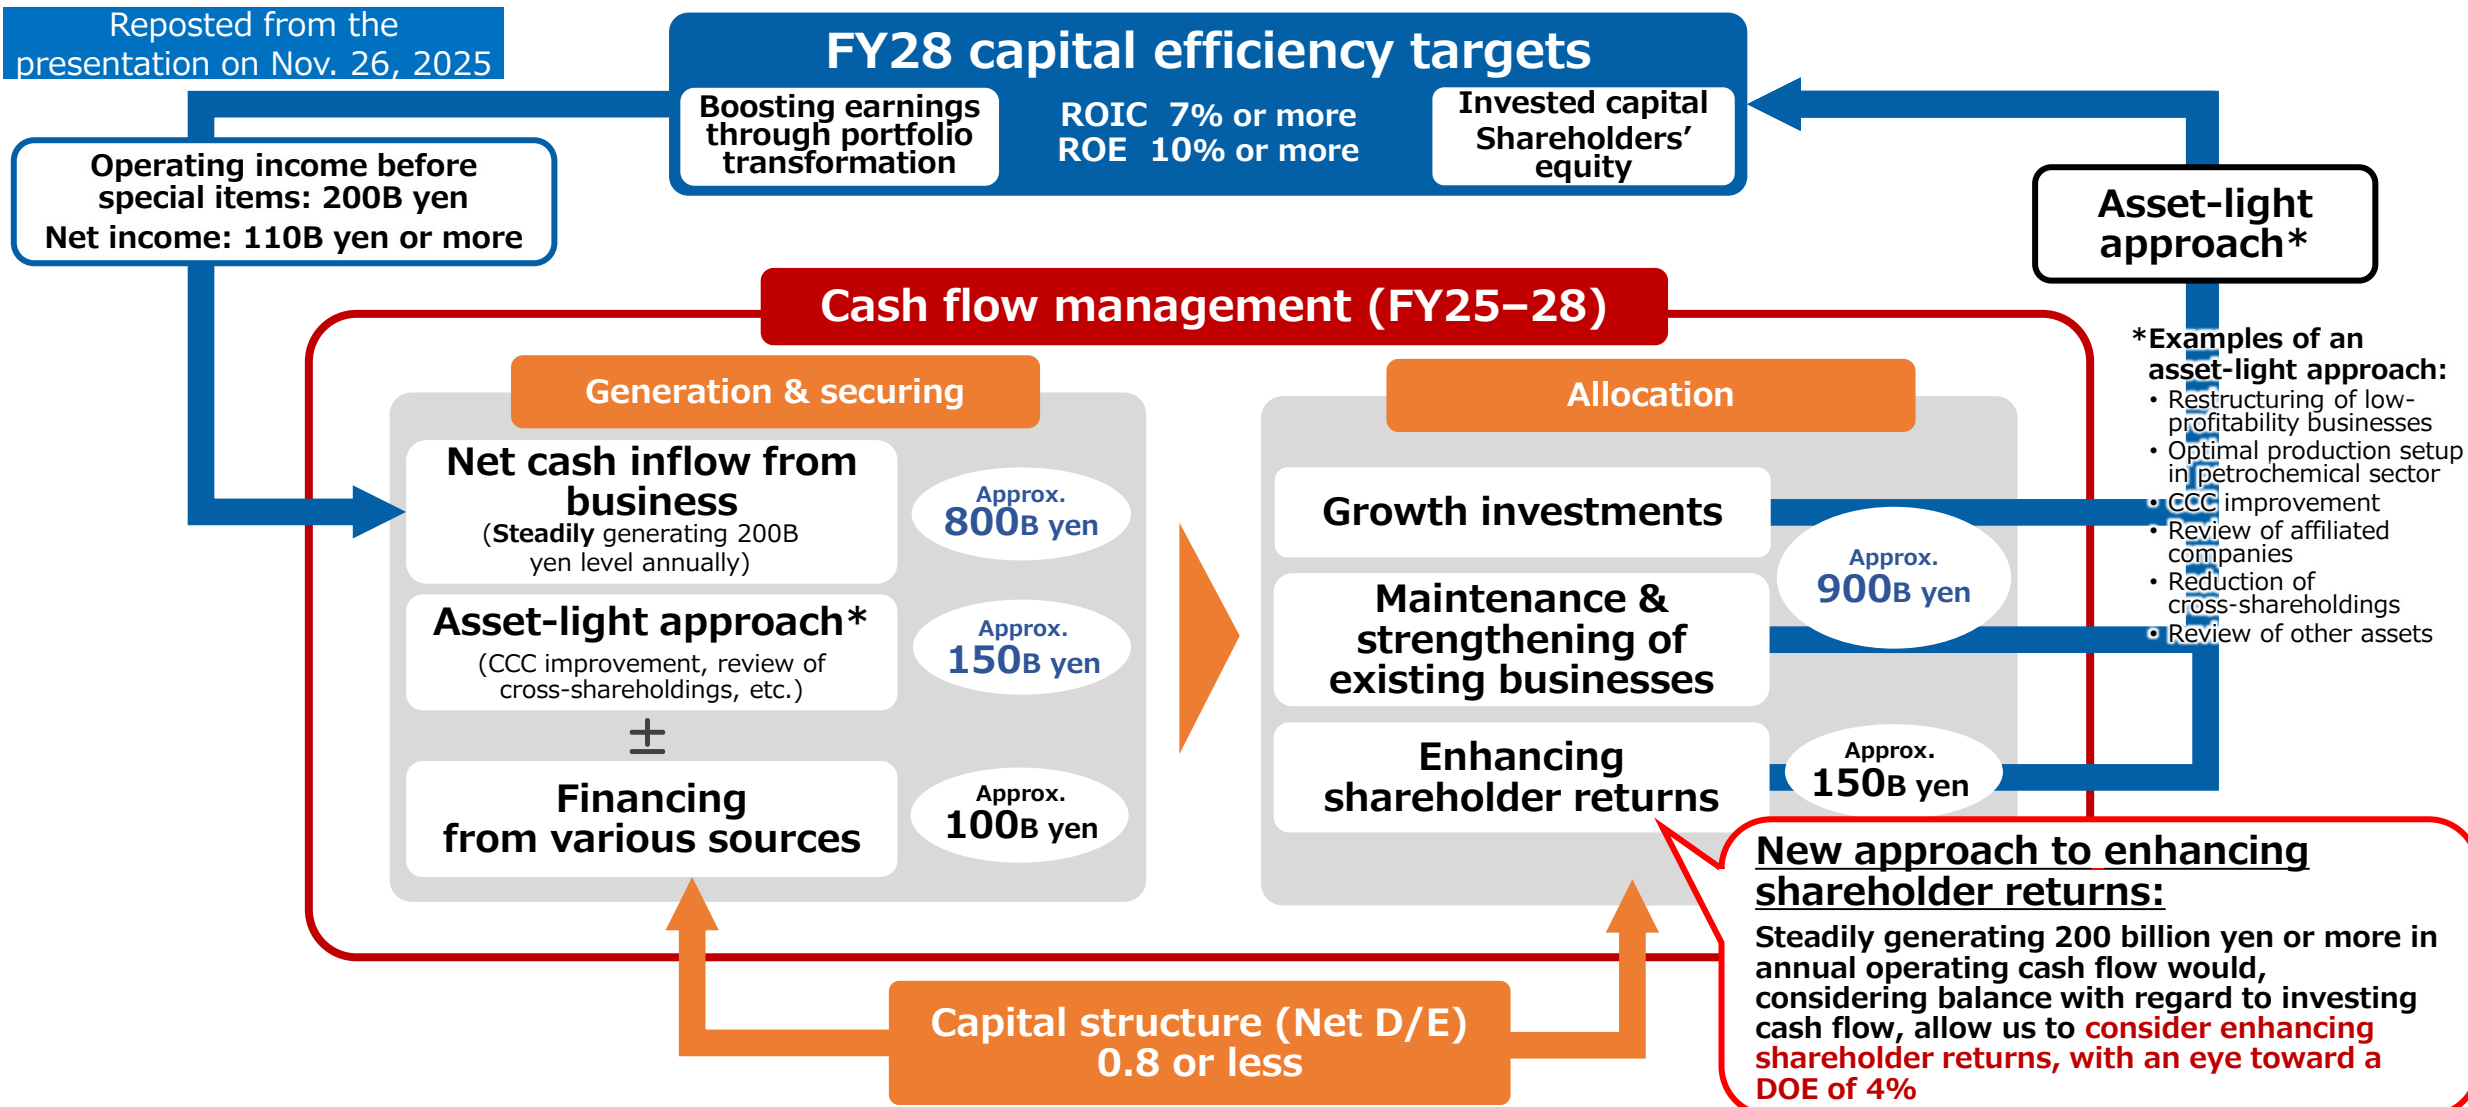 Reposted from the
presentation on Nov. 26, 2025
FY28 capital efficiency targets
Boosting earnings
through portfolio
transformation
ROIC 7% or more
ROE 10% or more
Invested capital
Shareholders’
equity
Operating income before
special items: 200B yen
Net income: 110B yen or more
Asset-light
approach*
Cash flow management (FY25–28)
Generation & securing
Net cash inflow from
business
(Steadily generating 200B
yen level annually)
Approx.
800B yen
Asset-light approach*
(CCC improvement, review of
cross-shareholdings, etc.)
Approx.
150B yen
±
Financing
from various sources
Approx.
100B yen
Allocation
Growth investments
Maintenance &
strengthening of
existing businesses
Approx.
900B yen
Enhancing
shareholder returns
Approx.
150B yen
*Examples of an
asset-light approach:
• Restructuring of low-
profitability businesses
• Optimal production setup
in petrochemical sector
• CCC improvement
• Review of affiliated
companies
• Reduction of
cross-shareholdings
• Review of other assets
Capital structure (Net D/E)
0.8 or less
New approach to enhancing
shareholder returns:
Steadily generating 200 billion yen or more in
annual operating cash flow would,
considering balance with regard to investing
cash flow, allow us to consider enhancing
shareholder returns, with an eye toward a
DOE of 4%